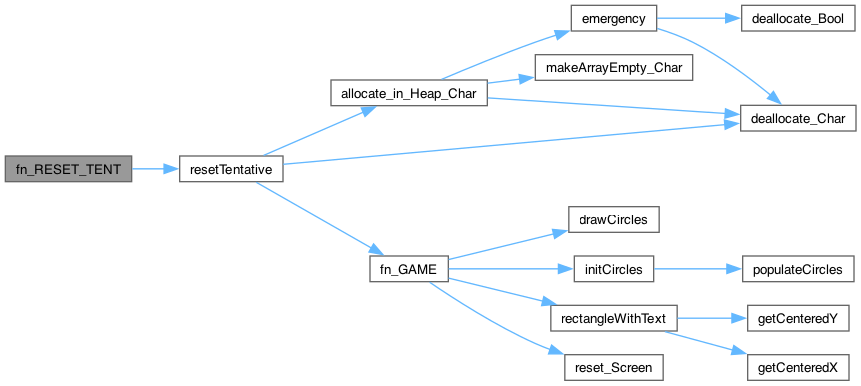 fn_RESET_TENT
resetTentative
allocate_in_Heap_Char
emergency
deallocate_Bool
makeArrayEmpty_Char
deallocate_Char
fn_GAME
drawCircles
initCircles
populateCircles
rectangleWithText
getCenteredY
getCenteredX
reset_Screen